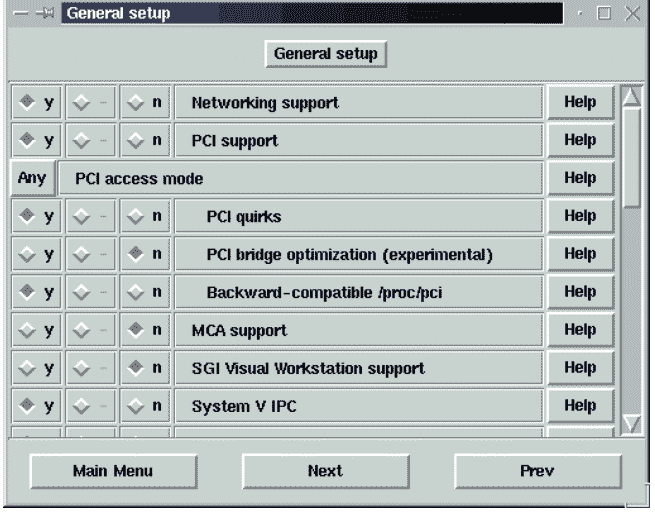 General setup
General setup
y - n Networking support Help
y - n PCI support Help
Any PCI access mode Help
y - n PCI quirks Help
y - n PCI bridge optimization (experimental) Help
y - n Backward-compatible /proc/pci Help
y - n MCA support Help
y - n SGI Visual Workstation support Help
y - n System V IPC Help
Main Menu Next Prev